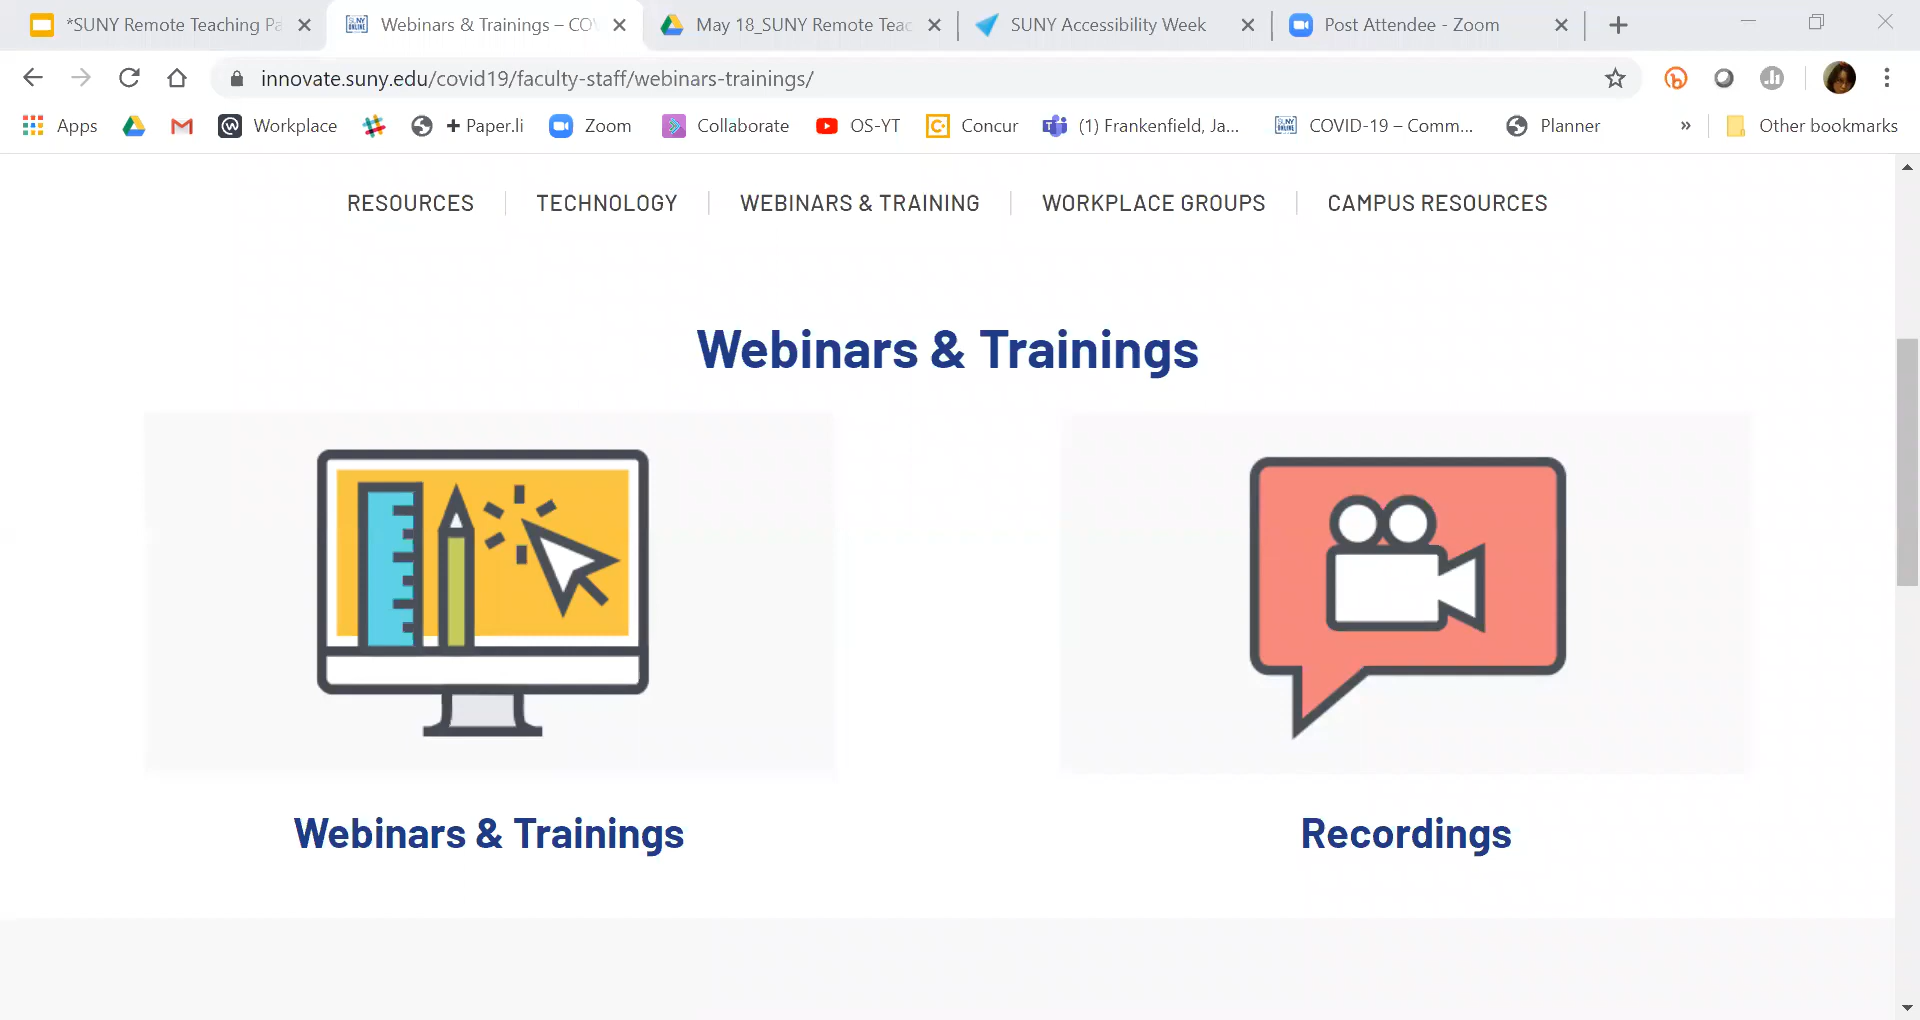 *SUNY Remote Teaching Pa
Webinars & Trainings – CO
May 18_SUNY Remote Teac
SUNY Accessibility Week
Post Attendee - Zoom
innovate.suny.edu/covid19/faculty-staff/webinars-trainings/
Apps
Workplace
+ Paper.li
Zoom
Collaborate
OS-YT
Concur
(1) Frankenfield, Ja...
COVID-19 – Comm...
Planner
»
Other bookmarks
RESOURCES
TECHNOLOGY
WEBINARS & TRAINING
WORKPLACE GROUPS
CAMPUS RESOURCES
Webinars & Trainings
Webinars & Trainings
Recordings